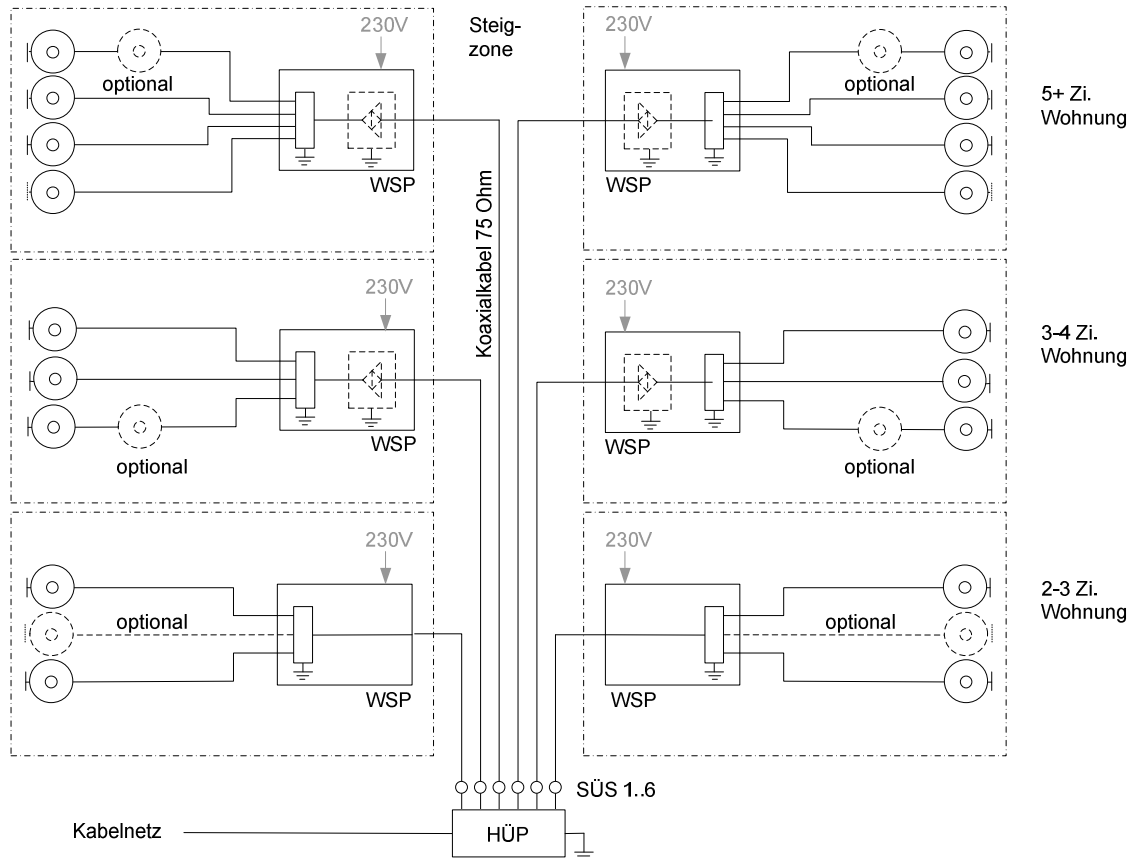 230V
Steig-
zone
230V
optional
optional
5+ Zi.
Wohnung
WSP
WSP
Koaxialkabel 75 Ohm
230V
230V
3-4 Zi.
Wohnung
WSP
WSP
optional
optional
230V
230V
2-3 Zi.
Wohnung
optional
optional
WSP
WSP
SÜS 1..6
Kabelnetz
HÜP